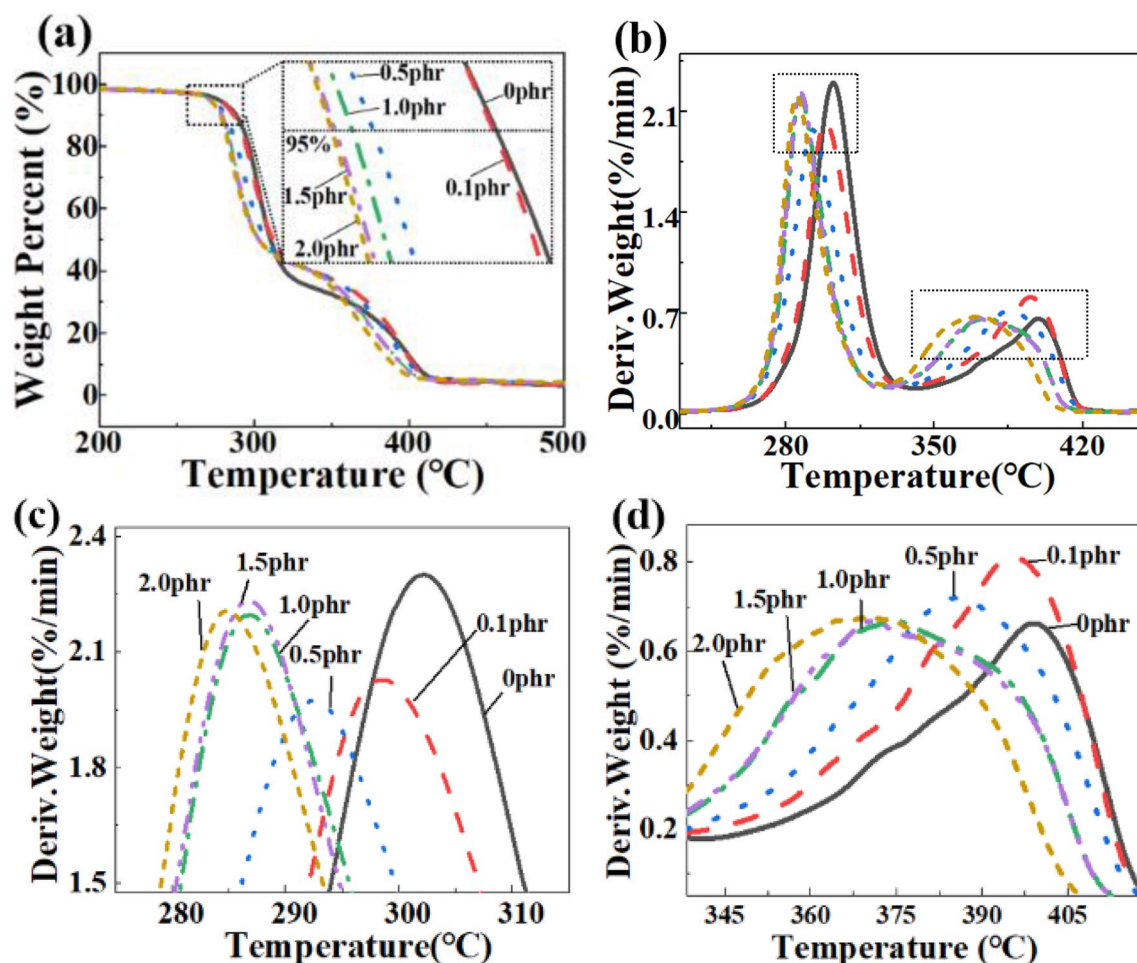 (a)
Weight Percent (%)
100
80
60
40
20
0
0.5phr
1.0phr
0phr
95%
1.5phr
0.1phr
2.0phr
200
300
400
500
Temperature (°C)
(b)
Deriv.Weight(%/min)
2.1
1.4
0.7
0.0
280
350
420
Temperature(°C)
(c)
Deriv.Weight(%/min)
2.4
2.1
1.8
1.5
2.0phr
1.5phr
1.0phr
0.5phr
0.1phr
0phr
280
290
300
310
Temperature(°C)
(d)
Deriv.Weight (%/min)
0.8
0.6
0.4
0.2
2.0phr
1.5phr
1.0phr
0.5phr
0.1phr
0phr
345
360
375
390
405
Temperature (°C)